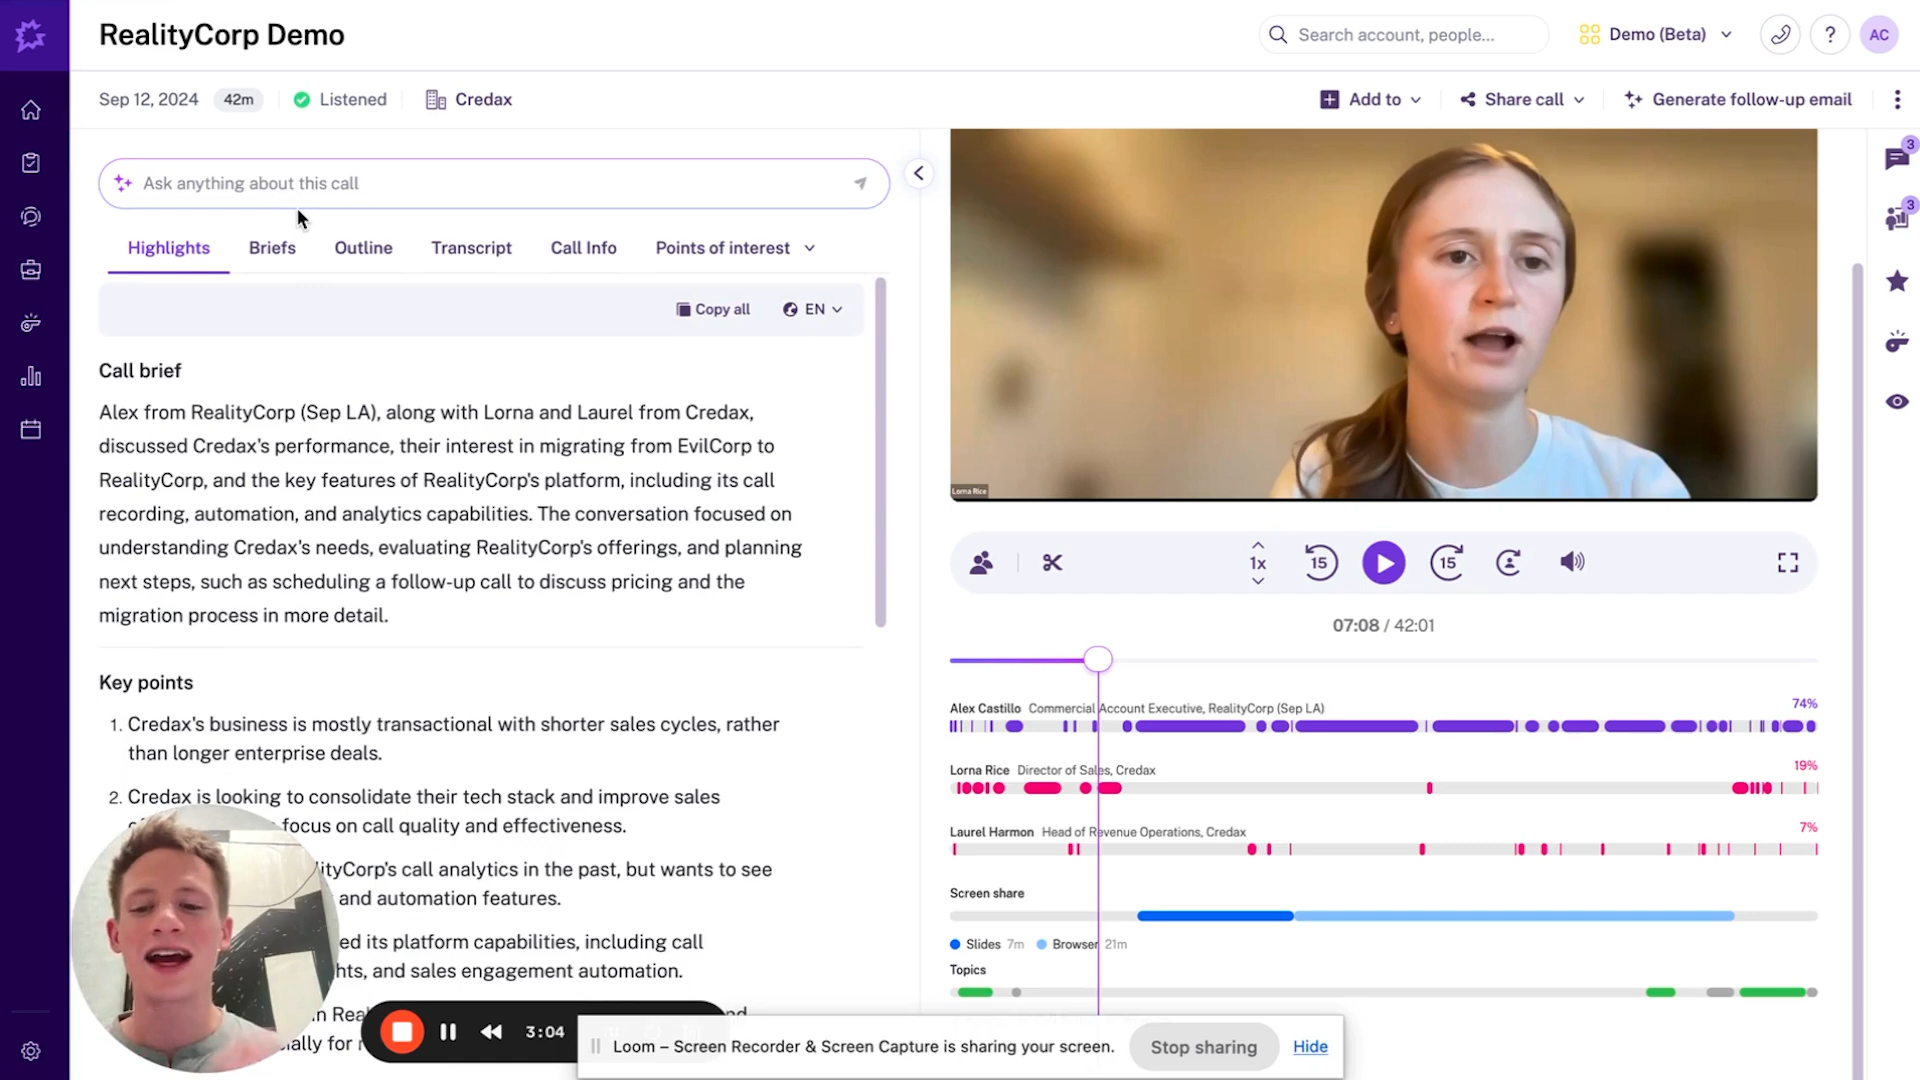 RealityCorp Demo
Search account, people...
Demo (Beta)
?
AC
Sep 12, 2024
42m
Listened
Credax
Add to
Share call
Generate follow-up email
3
3
Ask anything about this call
Highlights
Briefs
Outline
Transcript
Call Info
Points of interest
Copy all
EN
Call brief
Alex from RealityCorp (Sep LA), along with Lorna and Laurel from Credax,
discussed Credax's performance, their interest in migrating from EvilCorp to
RealityCorp, and the key features of RealityCorp's platform, including its call
recording, automation, and analytics capabilities. The conversation focused on
understanding Credax's needs, evaluating RealityCorp's offerings, and planning
next steps, such as scheduling a follow-up call to discuss pricing and the
migration process in more detail.
Key points
1. Credax's business is mostly transactional with shorter sales cycles, rather
than longer enterprise deals.
2. Credax is looking to consolidate their tech stack and improve sales
focus on call quality and effectiveness.
ityCorp's call analytics in the past, but wants to see
and automation features.
ed its platform capabilities, including call
hts, and sales engagement automation.
Lorna Rice
1x
15
15
07:08 / 42:01
Alex Castillo Commercial Account Executive, RealityCorp (Sep LA)
74%
Lorna Rice Director of Sales, Credax
19%
Laurel Harmon Head of Revenue Operations, Credax
7%
Screen share
Slides 7m
Browser 21m
Topics
3:04
Loom – Screen Recorder & Screen Capture is sharing your screen.
Stop sharing
Hide